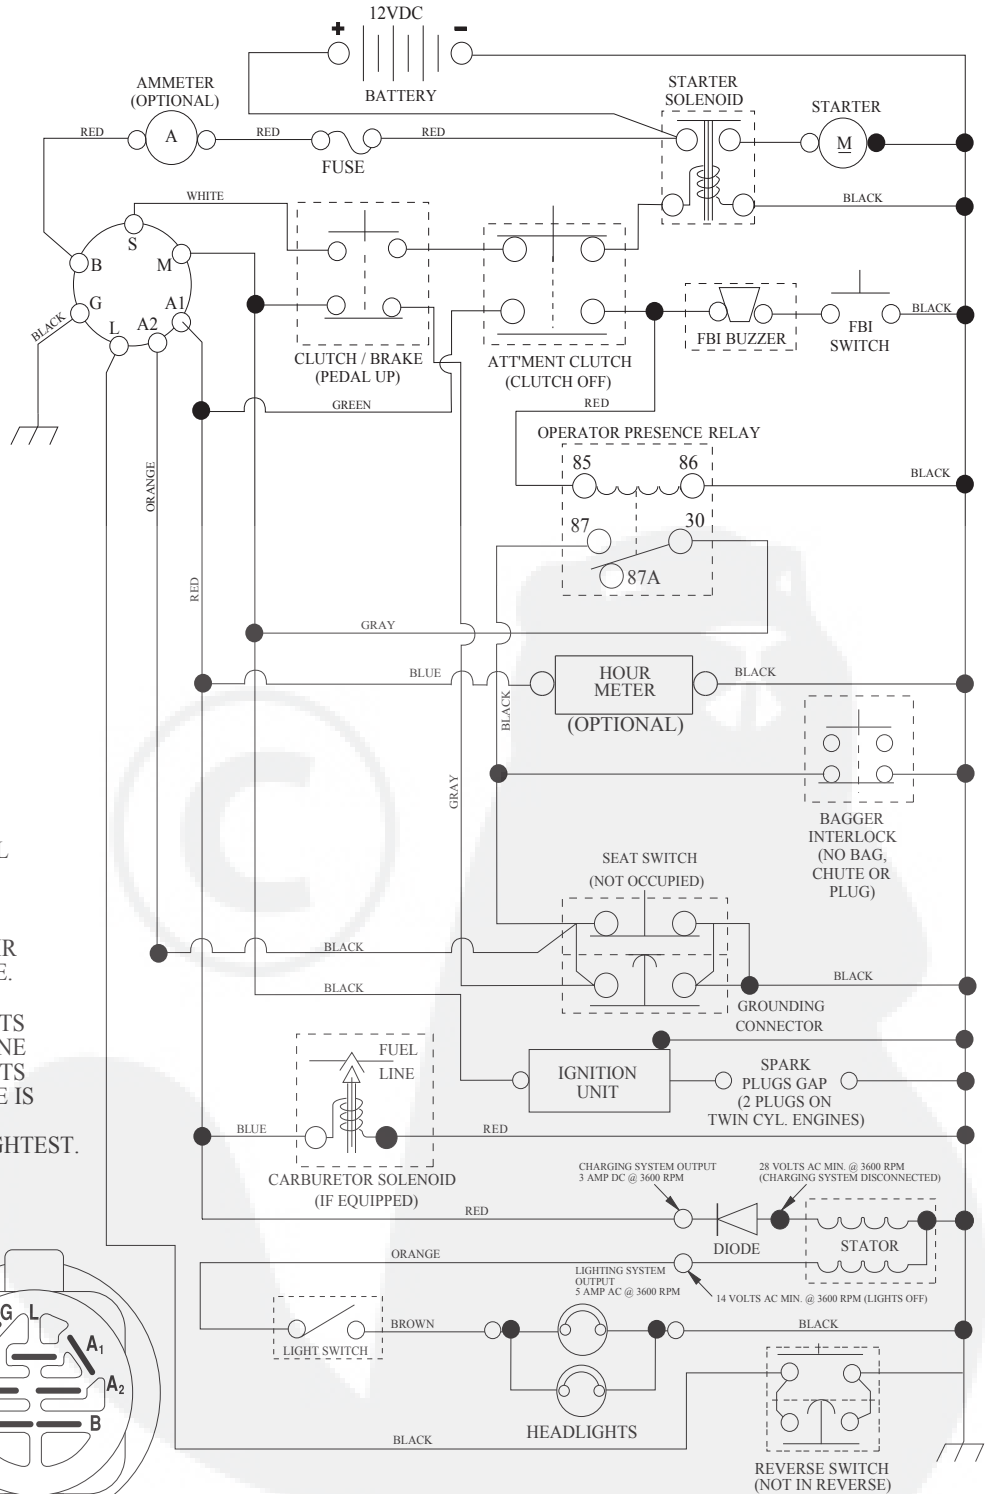 12VDC
+
-
BATTERY
AMMETER
(OPTIONAL)
A
RED
RED
RED
FUSE
STARTER
SOLENOID
STARTER
M
BLACK
WHITE
S
B
M
G
A1
A2
L
BLACK
CLUTCH / BRAKE
(PEDAL UP)
ATT'MENT CLUTCH
(CLUTCH OFF)
FBI BUZZER
FBI
SWITCH
BLACK
GREEN
RED
OPERATOR PRESENCE RELAY
85
86
BLACK
87
30
87A
ORANGE
RED
GRAY
BLUE
HOUR
METER
(OPTIONAL)
BLACK
BLACK
GRAY
BAGGER
INTERLOCK
(NO BAG,
CHUTE OR
PLUG)
SEAT SWITCH
(NOT OCCUPIED)
L
R
E.
BLACK
BLACK
BLACK
GROUNDING
CONNECTOR
TS
NE
TS
E IS
GHTEST.
FUEL
LINE
IGNITION
UNIT
SPARK
PLUGS GAP
(2 PLUGS ON
TWIN CYL. ENGINES)
BLUE
RED
CARBURETOR SOLENOID
(IF EQUIPPED)
CHARGING SYSTEM OUTPUT
3 AMP DC @ 3600 RPM
28 VOLTS AC MIN. @ 3600 RPM
(CHARGING SYSTEM DISCONNECTED)
RED
DIODE
STATOR
ORANGE
LIGHTING SYSTEM
OUTPUT
5 AMP AC @ 3600 RPM
14 VOLTS AC MIN. @ 3600 RPM (LIGHTS OFF)
LIGHT SWITCH
BROWN
BLACK
HEADLIGHTS
BLACK
REVERSE SWITCH
(NOT IN REVERSE)
G
L
A1
A2
B
©